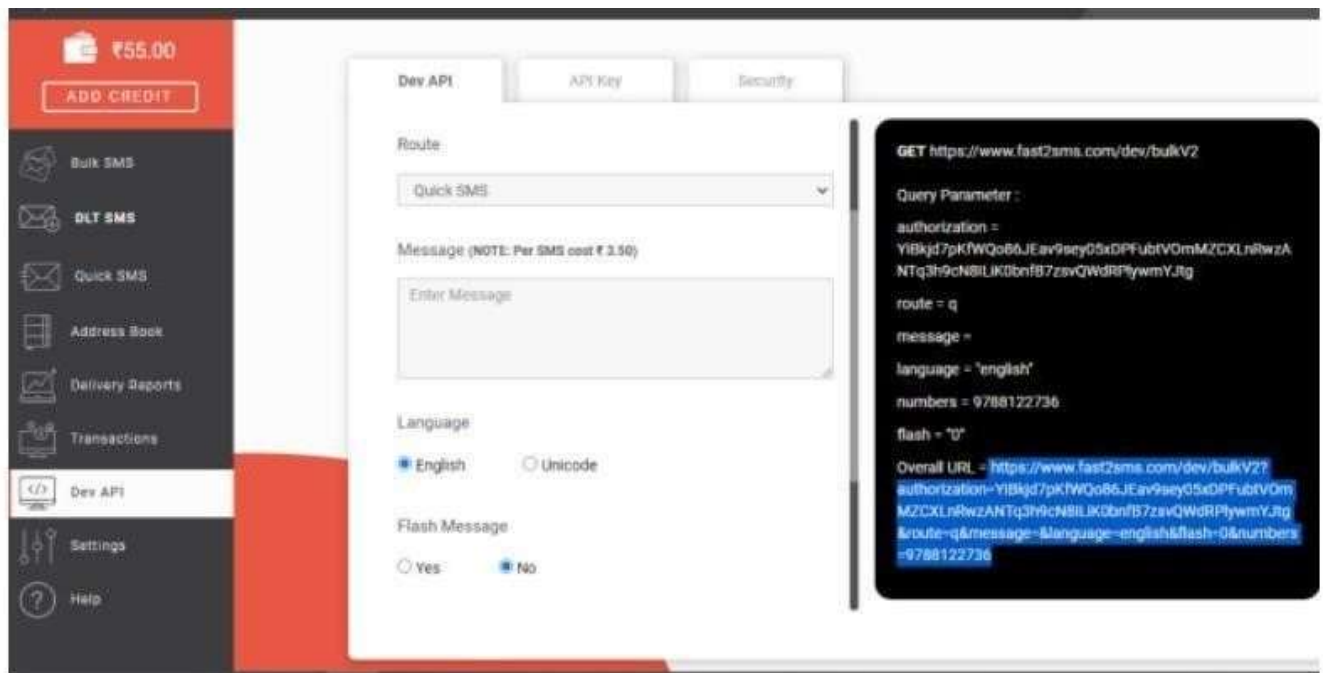 ₹55.00
ADD CREDIT
Bulk SMS
DLT SMS
Quick SMS
Address Book
Delivery Reports
Transactions
Dev API
Settings
Help
Dev API
API Key
Security
Route
Quick SMS
Message (NOTE: Per SMS cost ₹ 3.50)
Enter Message
Language
English
Unicode
Flash Message
Yes
No
GET https://www.fast2sms.com/dev/bulkV2
Query Parameter :
authorization =
route = q
message =
language = "english"
numbers = 9788122736
flash = "0"
Overall URL = https://www.fast2sms.com/dev/bulkV2?
authorization=
&route=q&message=&language=english&flash=0&numbers
=9788122736